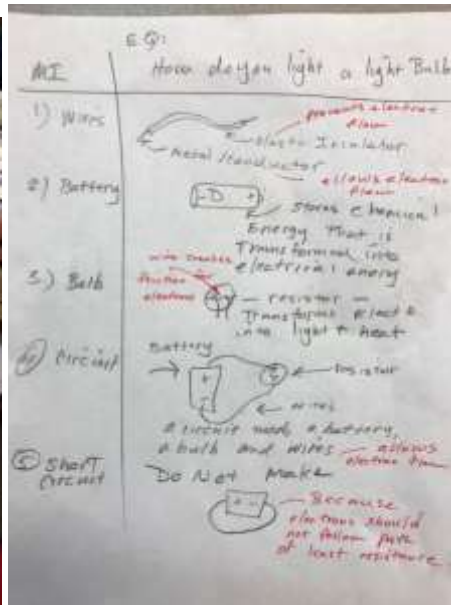 E.Q:
MI
How do you light a light Bulb
1) Wires
prevents electron
flow
Plastic Insulator
Metal / conductor
allows electron
flow
2) Battery
- D +
stores chemical
Energy That is
Transformed into
electrical energy
3) Bulb
wire creates
friction for
electrons
resistor -
Transforms elect
into light + heat
4) Circuit
Battery
+
-
resistor
wires
a circuit needs a battery,
a bulb and wires
allows
electron flow
5) Short
Circuit
Do Not Make
+ -
Because
electrons should
not follow path
of least resistance